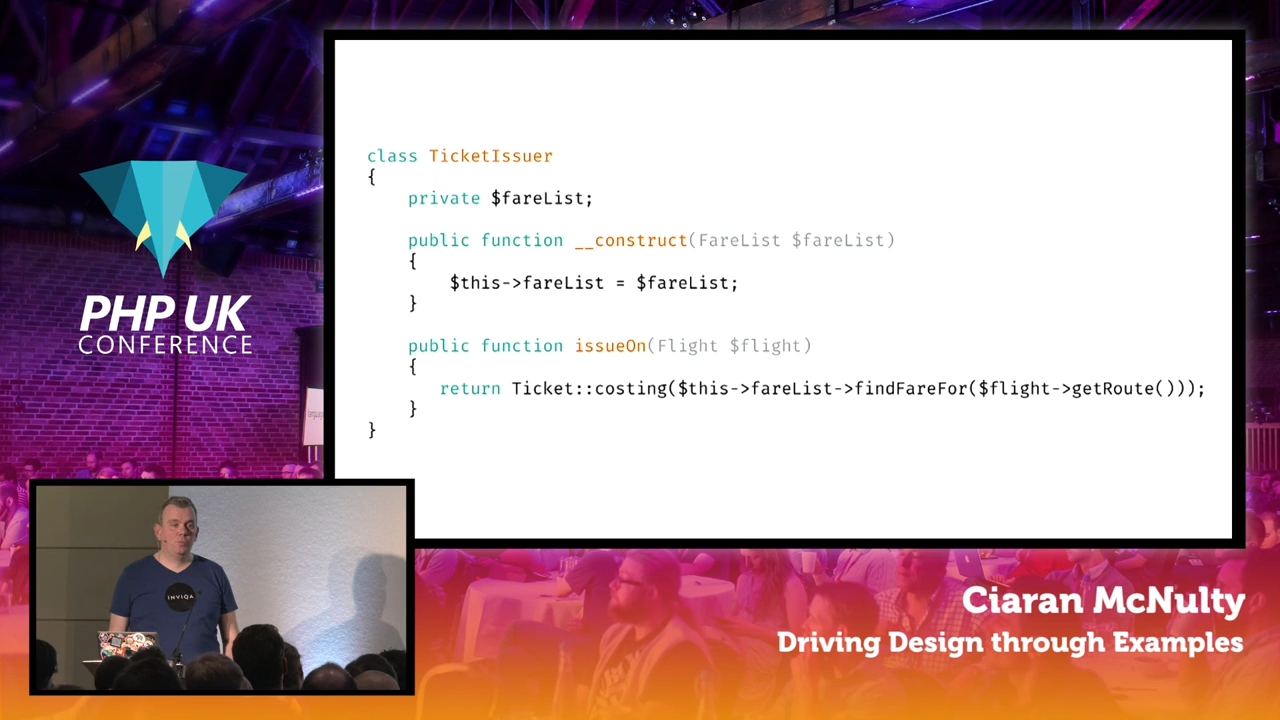 PHP UK
CONFERENCE
class TicketIssuer
{
    private $fareList;

    public function __construct(FareList $fareList)
    {
        $this->fareList = $fareList;
    }

    public function issueOn(Flight $flight)
    {
        return Ticket::costing($this->fareList->findFareFor($flight->getRoute()));
    }
}
INVIQA
Ciaran McNulty
Driving Design through Examples